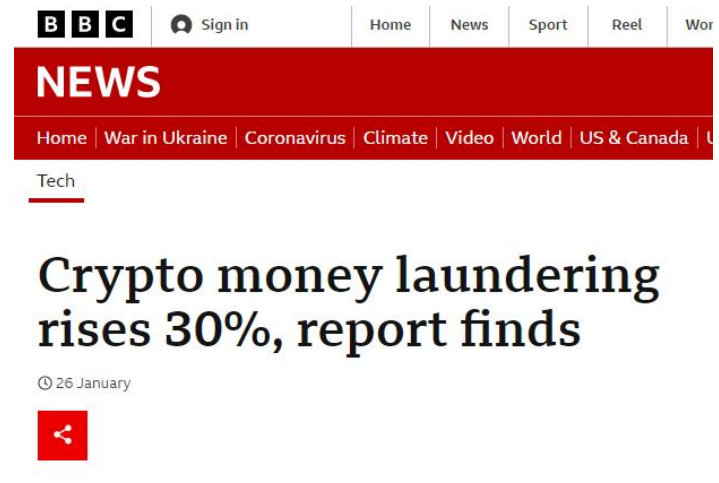 BBC Sign in Home News Sport Reel Wor
NEWS
Home War in Ukraine Coronavirus Climate Video World US & Canada
Tech
Crypto money laundering
rises 30%, report finds
26 January